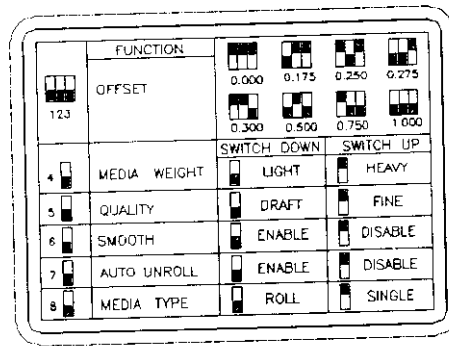 FUNCTION
OFFSET
123
0.000 0.175 0.250 0.275
0.300 0.500 0.750 1.000
SWITCH DOWN SWITCH UP
4 MEDIA WEIGHT LIGHT HEAVY
5 QUALITY DRAFT FINE
6 SMOOTH ENABLE DISABLE
7 AUTO UNROLL ENABLE DISABLE
8 MEDIA TYPE ROLL SINGLE